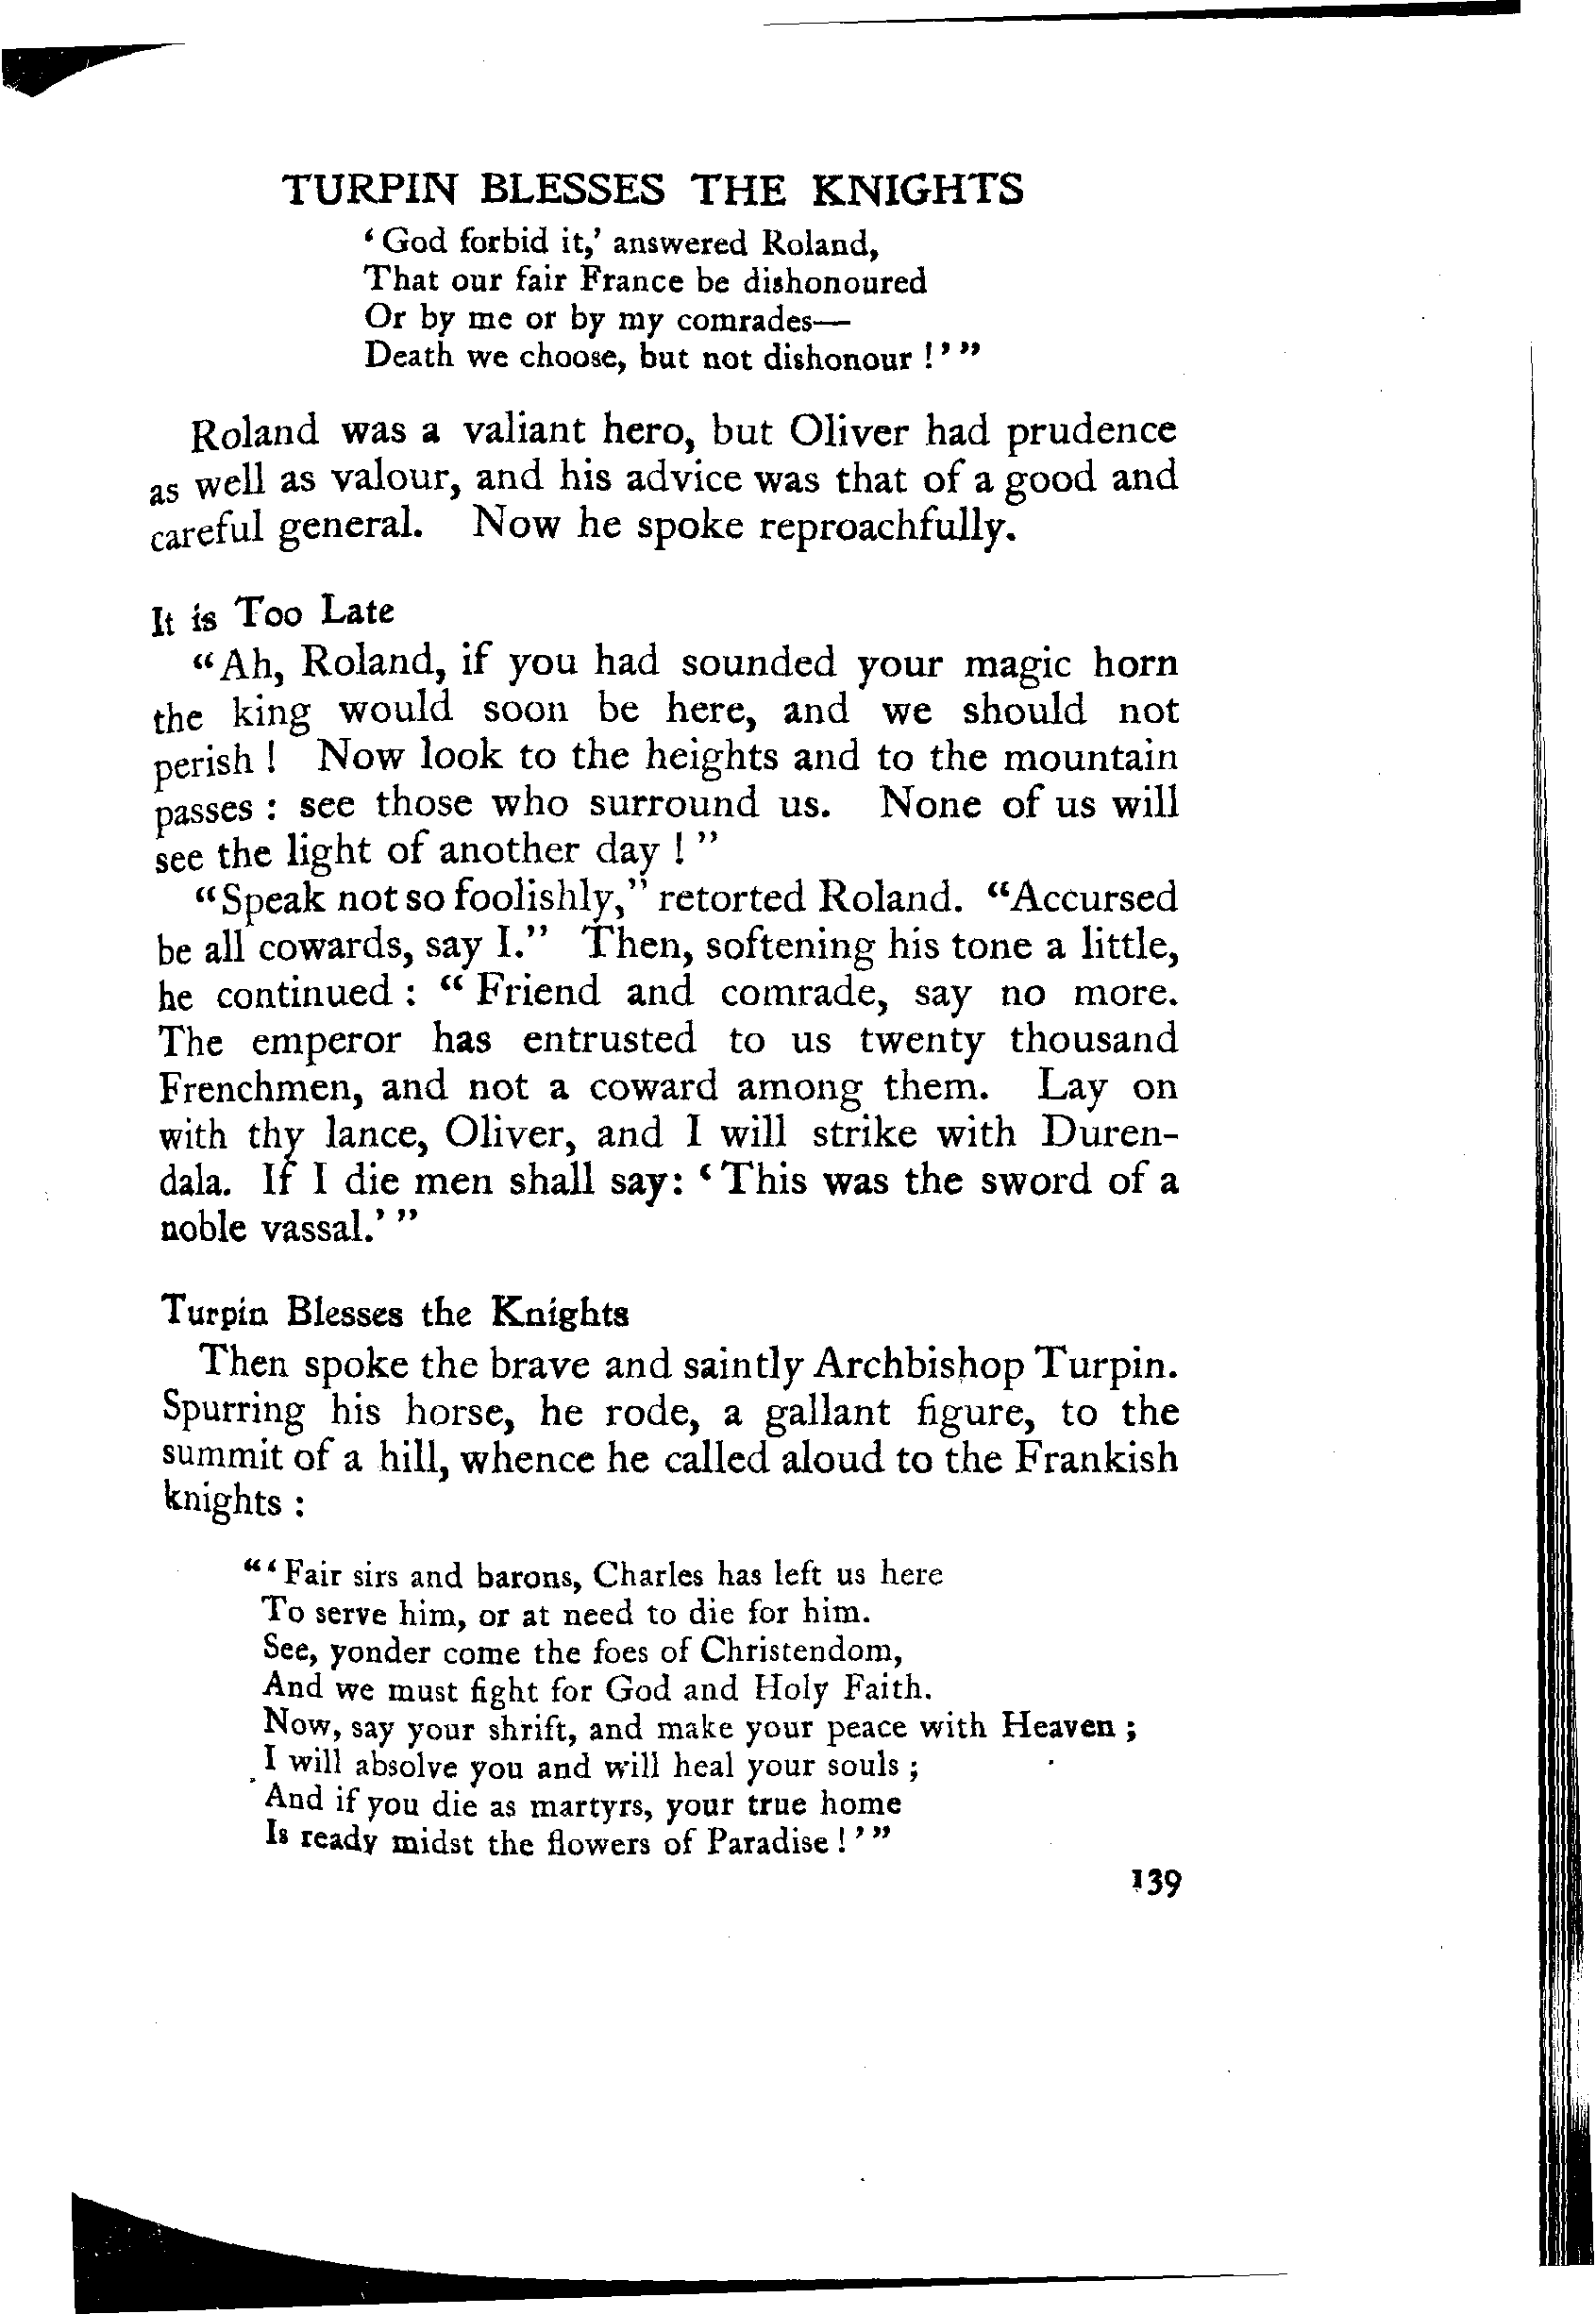 TURPIN BLESSES THE KNIGHTS
‘God forbid it,’ answered Roland,
That our fair France be dishonoured
Or by me or by my comrades—
Death we choose, but not dishonour !’ ”
Roland was a valiant hero, but Oliver had prudence
as well as valour, and his advice was that of a good and
careful general. Now he spoke reproachfully.
It is Too Late
“Ah, Roland, if you had sounded your magic horn
the king would soon be here, and we should not
perish ! Now look to the heights and to the mountain
passes : see those who surround us. None of us will
see the light of another day ! ”
“Speak not so foolishly,” retorted Roland. “Accursed
be all cowards, say I.” Then, softening his tone a little,
he continued : “ Friend and comrade, say no more.
The emperor has entrusted to us twenty thousand
Frenchmen, and not a coward among them. Lay on
with thy lance, Oliver, and I will strike with Duren-
dala. If I die men shall say: ‘This was the sword of a
noble vassal.’ ”
Turpin Blesses the Knights
Then spoke the brave and saintly Archbishop Turpin.
Spurring his horse, he rode, a gallant figure, to the
summit of a hill, whence he called aloud to the Frankish
knights :
“ ‘Fair sirs and barons, Charles has left us here
To serve him, or at need to die for him.
See, yonder come the foes of Christendom,
And we must fight for God and Holy Faith.
Now, say your shrift, and make your peace with Heaven ;
I will absolve you and will heal your souls ;
And if you die as martyrs, your true home
Is ready midst the flowers of Paradise ! ’ ”
139